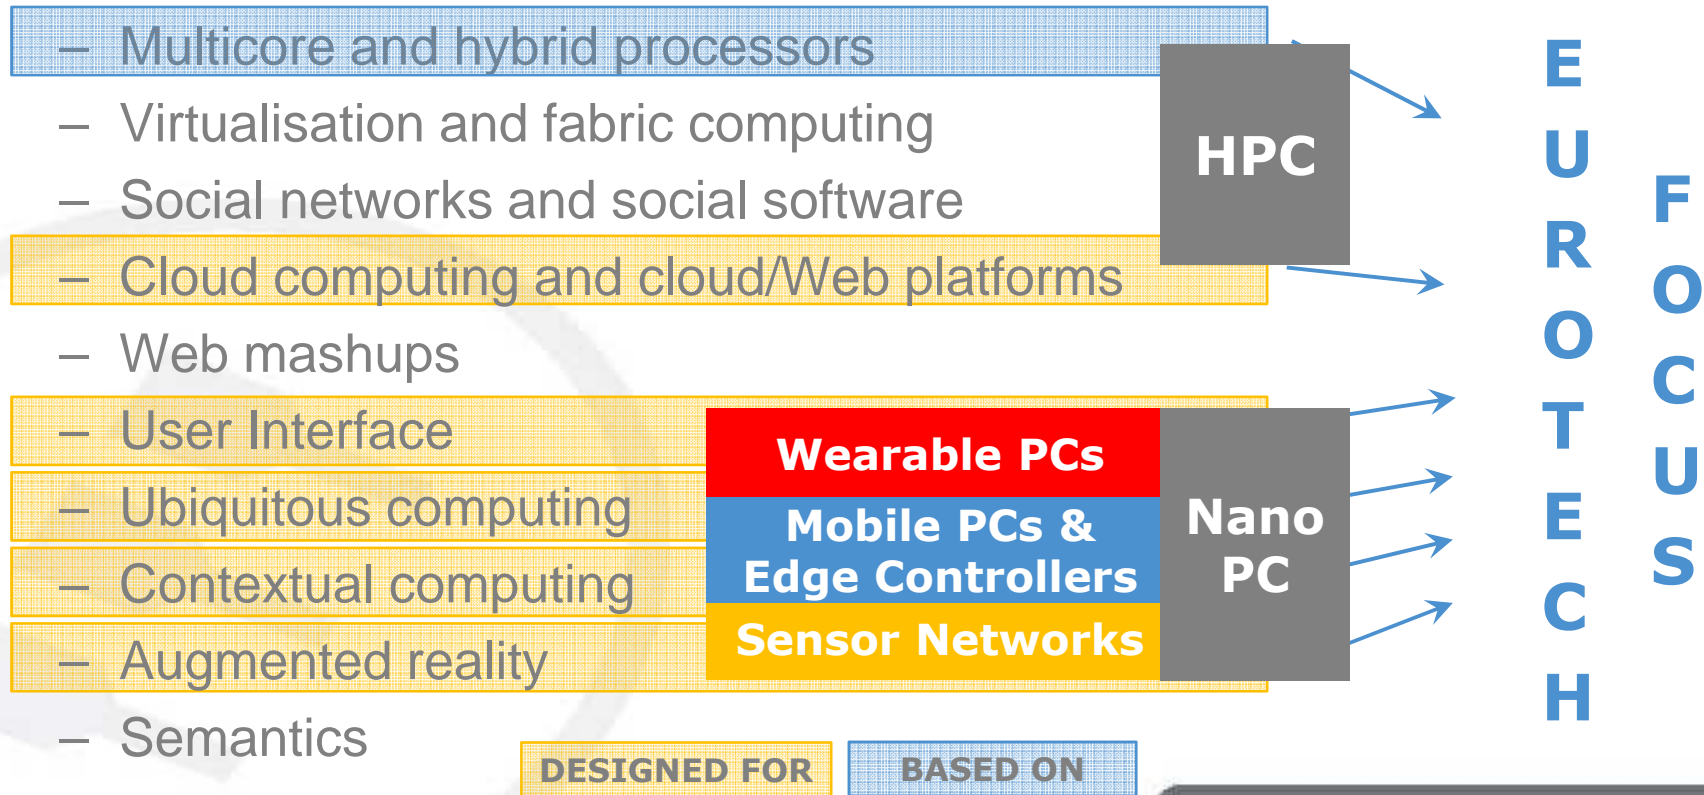 – Multicore and hybrid processors
– Virtualisation and fabric computing
– Social networks and social software
– Cloud computing and cloud/Web platforms
– Web mashups
– User Interface
– Ubiquitous computing
– Contextual computing
– Augmented reality
– Semantics
HPC
Wearable PCs
Mobile PCs &
Edge Controllers
Sensor Networks
Nano
PC
EUROTECH
FOCUS
DESIGNED FOR
BASED ON